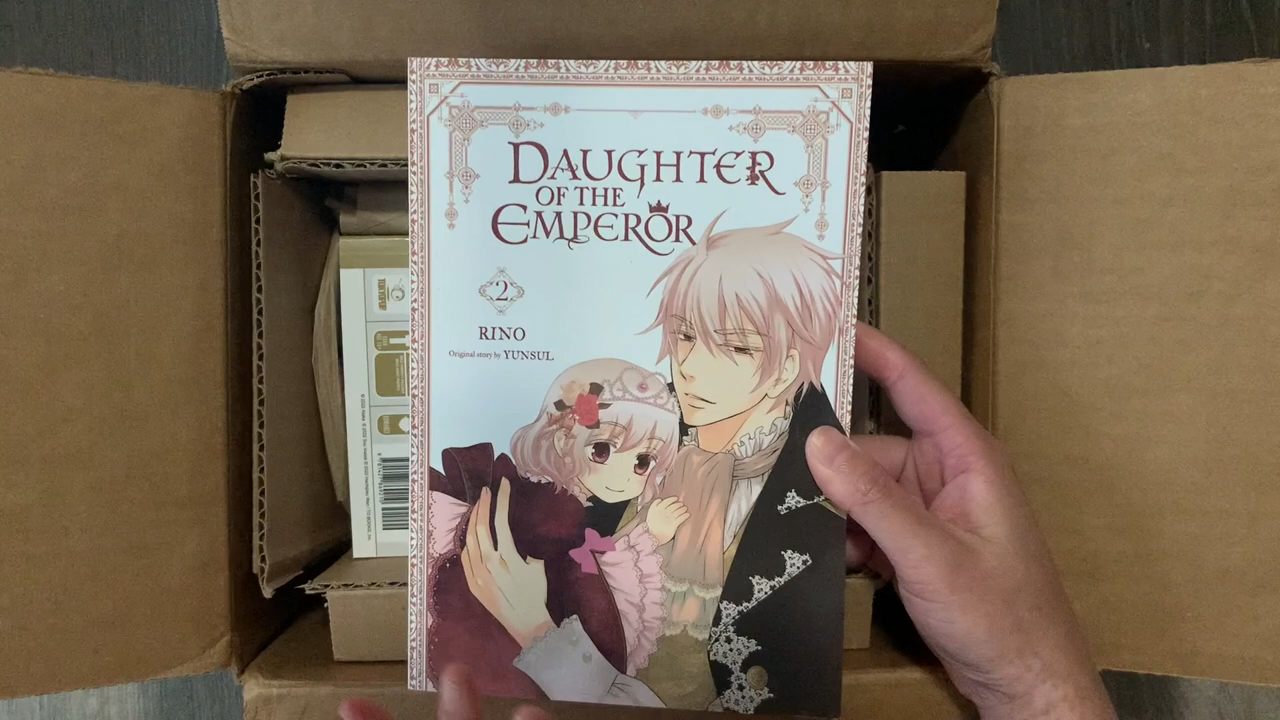 DAUGHTER
OF THE
EMPEROR
2
RINO
Original story by YUNSUL